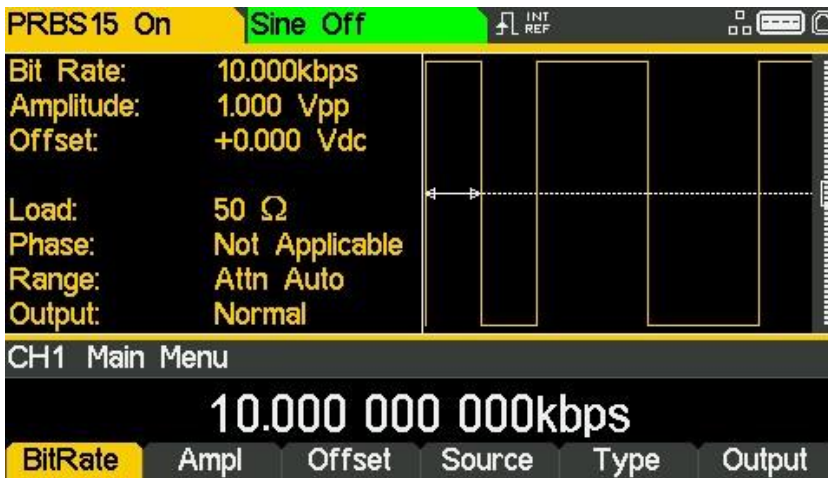 PRBS15 On Sine Off INT REF
Bit Rate: 10.000kbps
Amplitude: 1.000 Vpp
Offset: +0.000 Vdc
Load: 50 Ω
Phase: Not Applicable
Range: Attn Auto
Output: Normal
CH1 Main Menu
10.000 000 000kbps
BitRate Ampl Offset Source Type Output